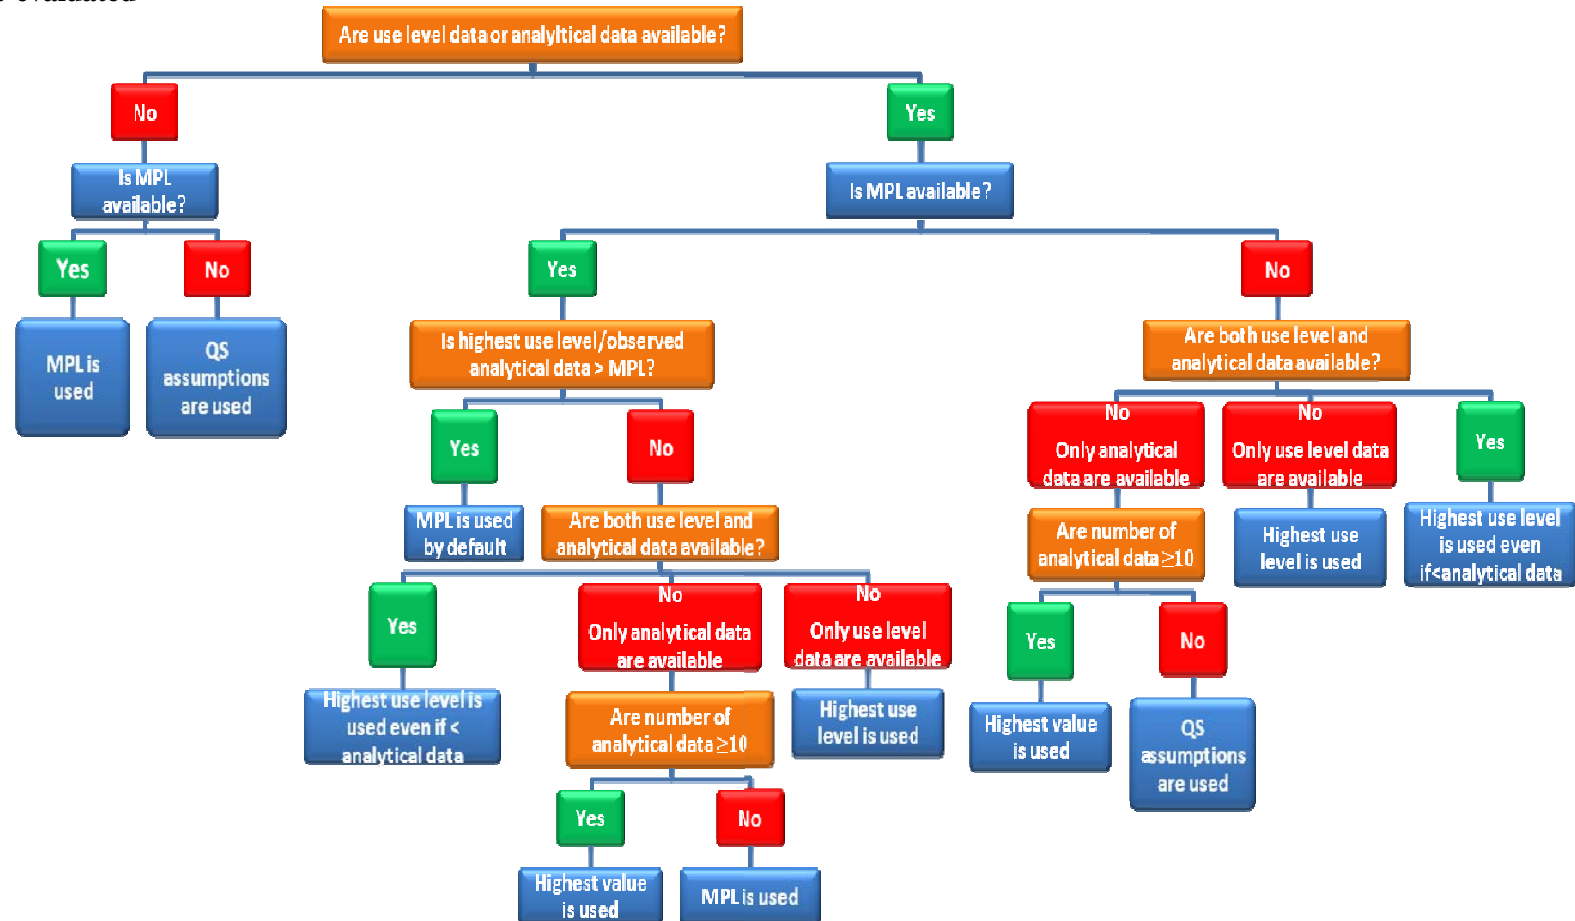 evaluated
Are use level data or analyltical data available?
No
Yes
Is MPL
available?
Is MPL available?
Yes
No
Yes
No
MPL is
used
QS
assumptions
are used
Is highest use level/observed
analytical data > MPL?
Are both use level and
analytical data available?
Yes
No
No
Only analytical
data are available
No
Only use level data
are available
Yes
MPL is used
by default
Are both use level and
analytical data available?
Are number of
analytical data ≥10
Highest use
level is used
Highest use level
is used even
if<analytical data
Yes
No
Only analytical data
are available
No
Only use level
data are available
Yes
No
Highest use level is
used even if <
analytical data
Are number of
analytical data ≥10
Highest use
level is used
Highest value
is used
QS
assumptions
are used
Yes
No
Highest value
is used
MPL is used